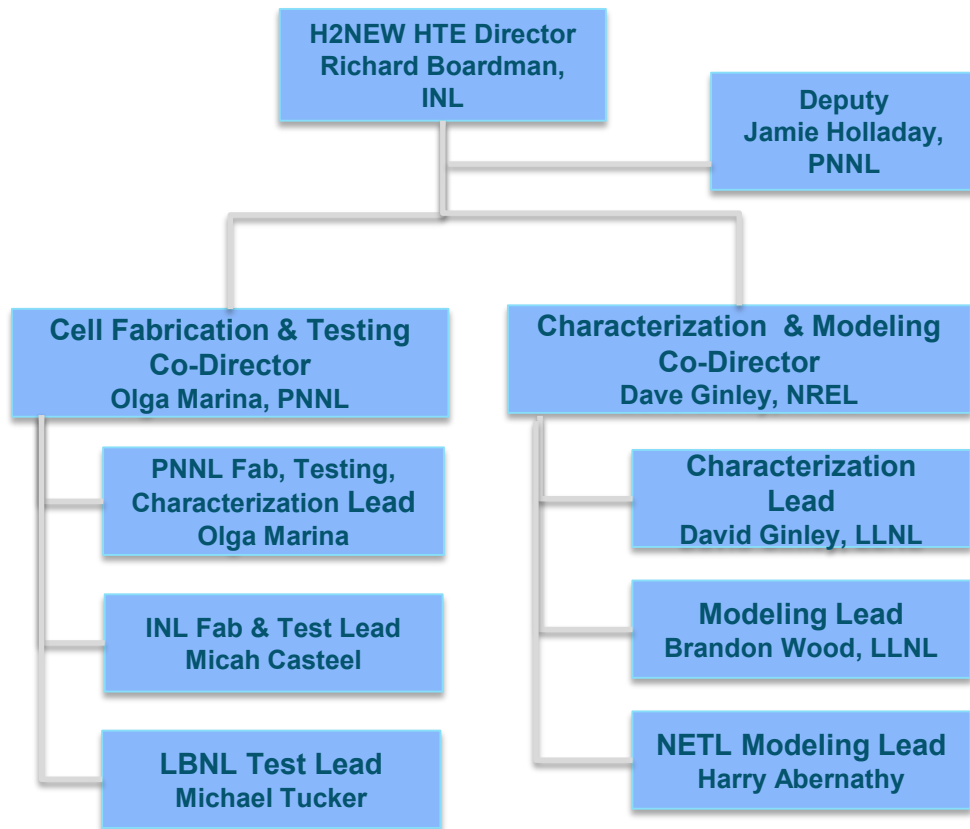 H2NEW HTE Director
Richard Boardman,
INL
Deputy
Jamie Holladay,
PNNL
Cell Fabrication & Testing
Co-Director
Olga Marina, PNNL
PNNL Fab, Testing,
Characterization Lead
Olga Marina
INL Fab & Test Lead
Micah Casteel
LBNL Test Lead
Michael Tucker
Characterization & Modeling
Co-Director
Dave Ginley, NREL
Characterization
Lead
David Ginley, LLNL
Modeling Lead
Brandon Wood, LLNL
NETL Modeling Lead
Harry Abernathy